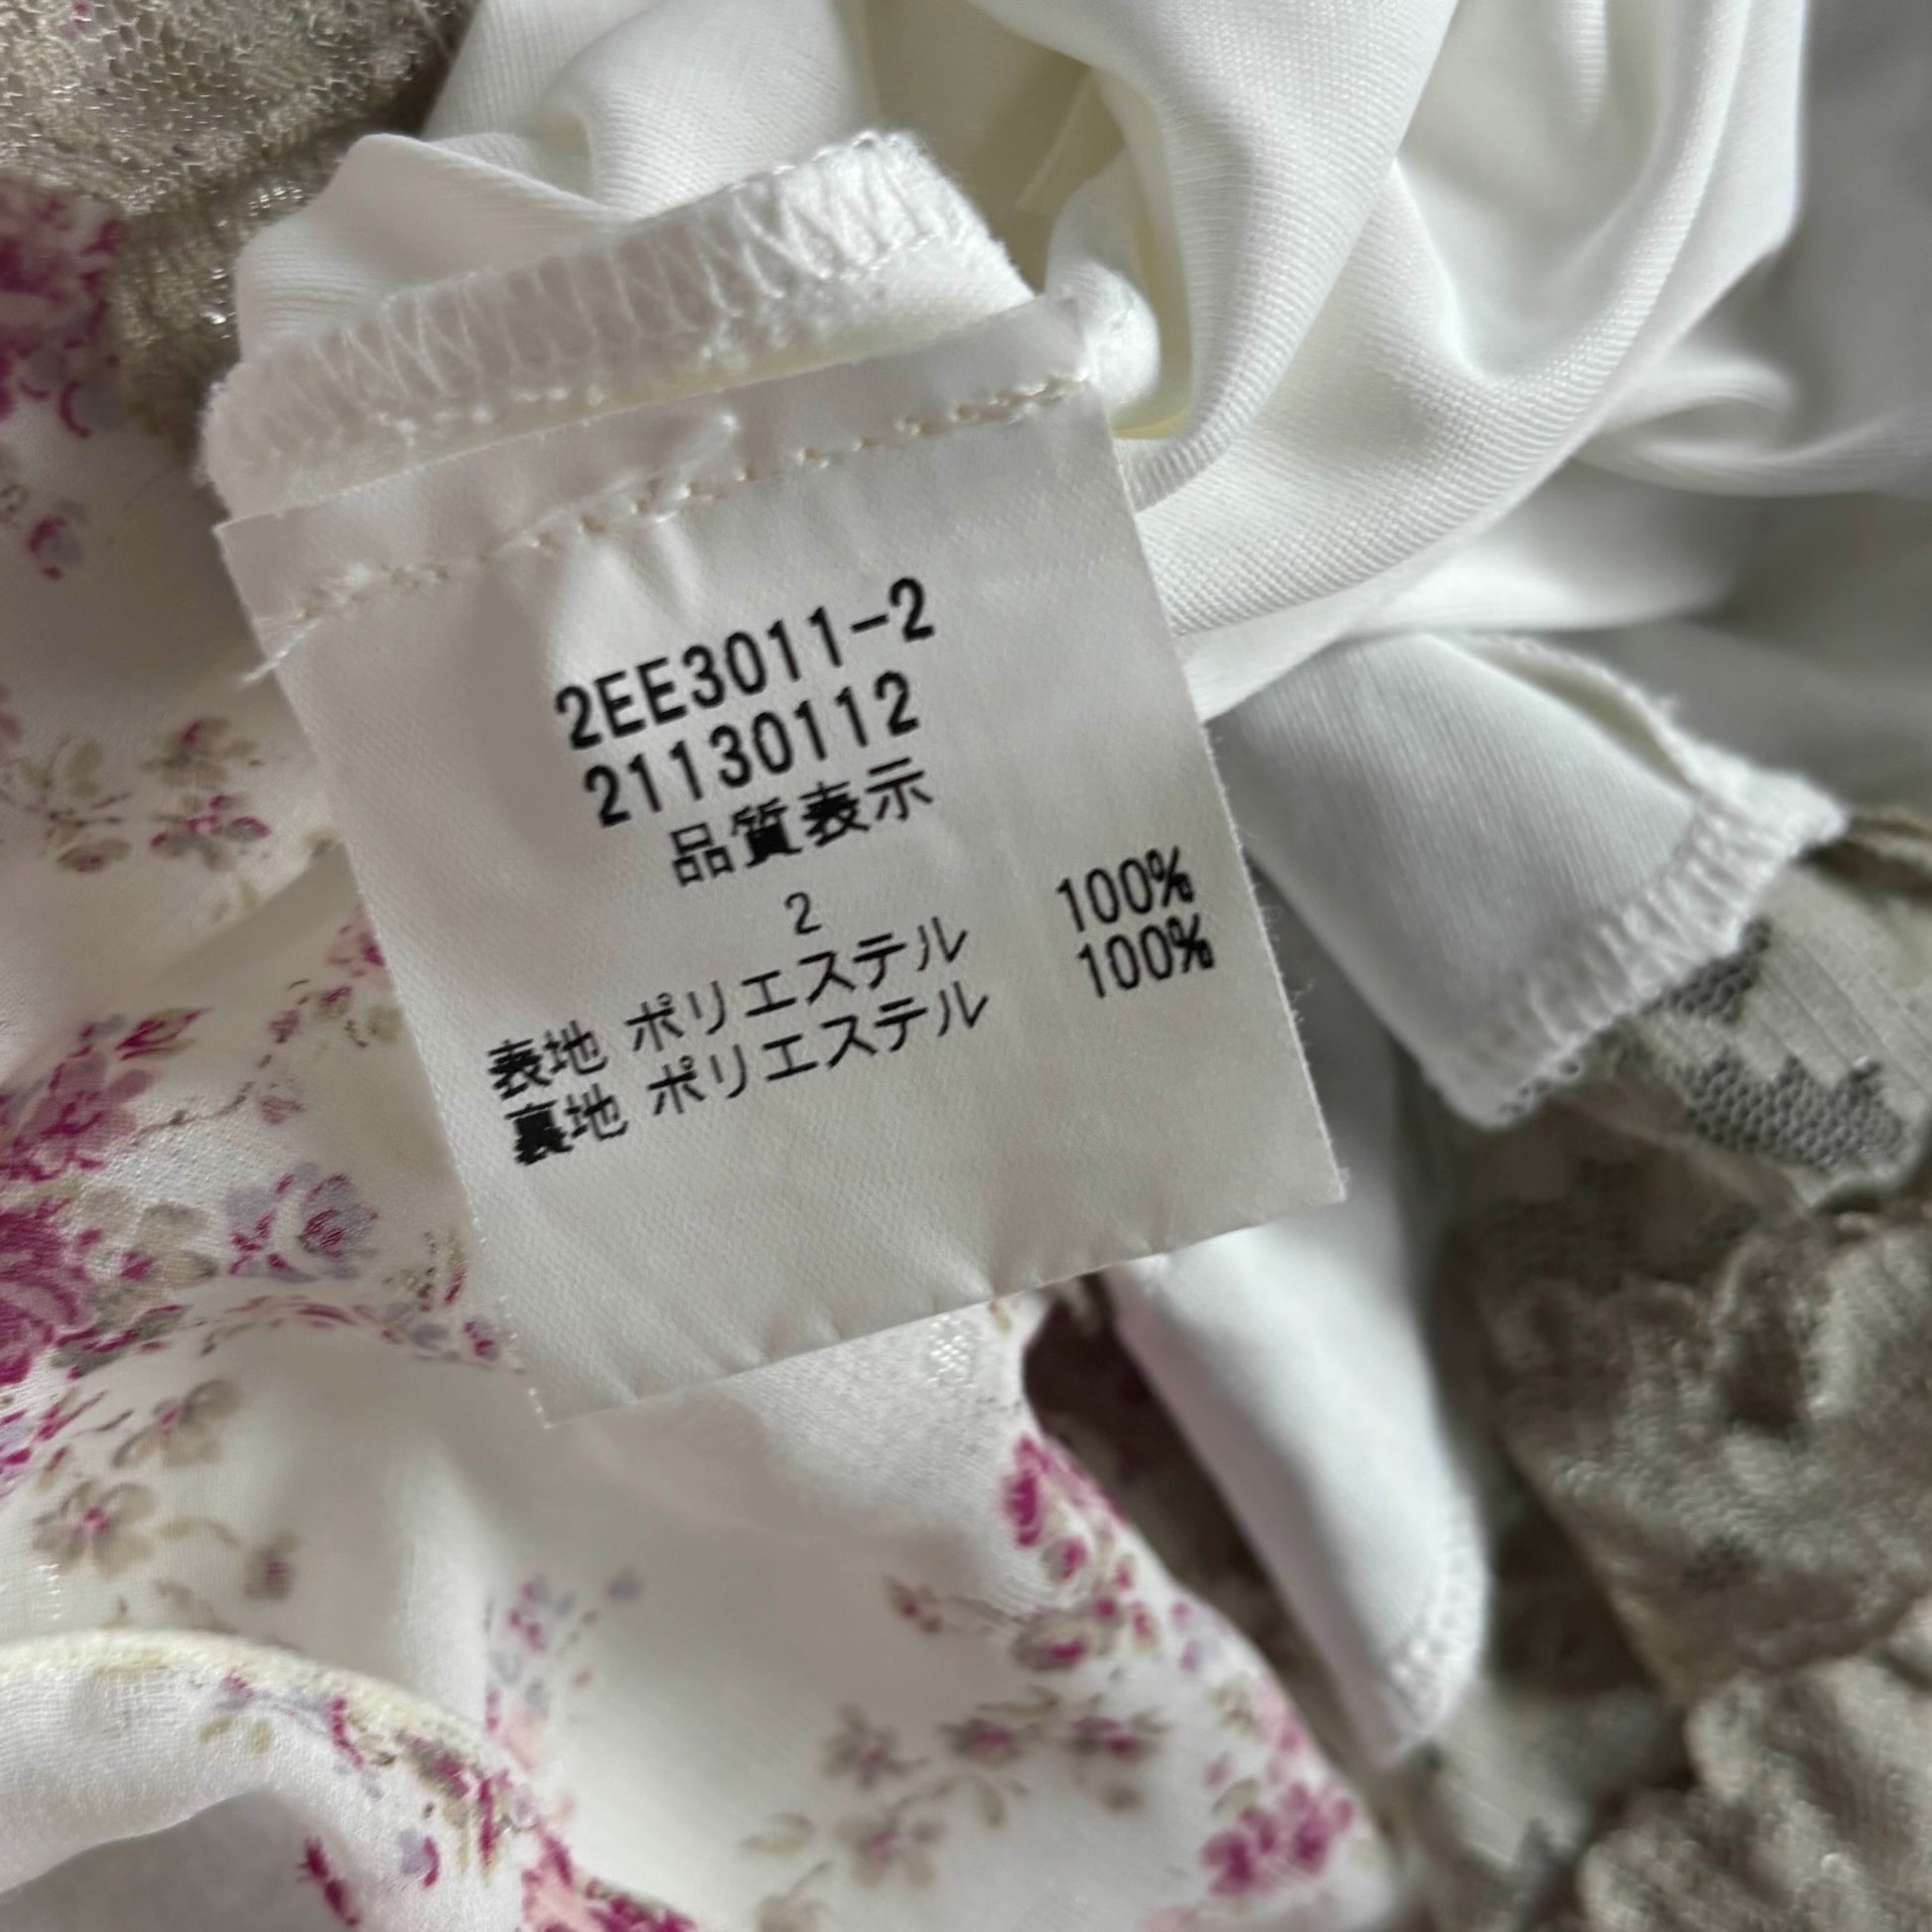 2EE3011-2
21130112
品質表示
2
表地 ポリエステル 100%
裏地 ポリエステル 100%